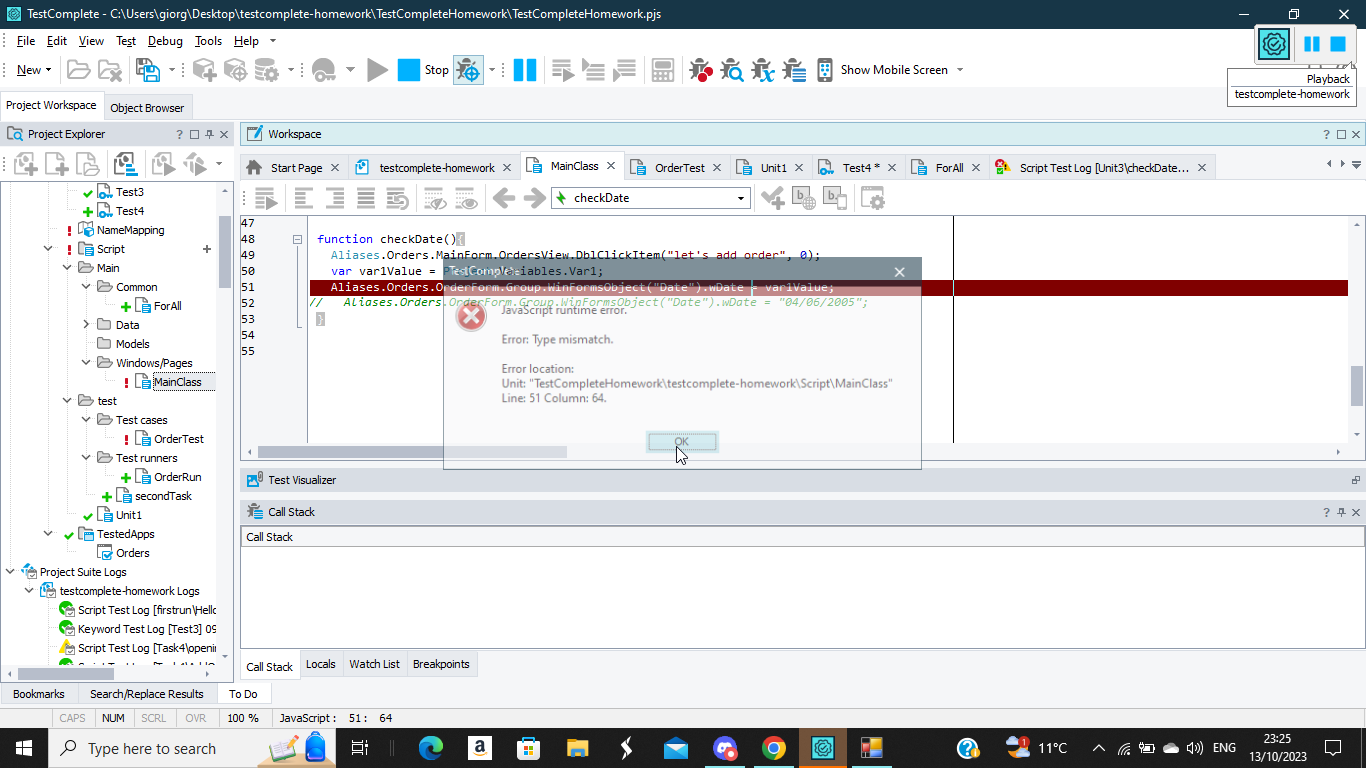 TestComplete - C:\Users\giorg\Desktop\testcomplete-homework\TestCompleteHomework\TestCompleteHomework.pjs
File Edit View Test Debug Tools Help
New Stop Show Mobile Screen
Playback
testcomplete-homework
Project Workspace Object Browser
Project Explorer
Workspace
Start Page testcomplete-homework MainClass OrderTest Unit1 Test4 * ForAll Script Test Log [Unit3\checkDate...
checkDate
Test3
Test4
NameMapping
Script
Main
Common
ForAll
Data
Models
Windows/Pages
MainClass
test
Test cases
OrderTest
Test runners
OrderRun
secondTask
Unit1
TestedApps
Orders
Project Suite Logs
testcomplete-homework Logs
Script Test Log [firstrun\Hello
Keyword Test Log [Test3] 09
Script Test Log [Task4\openin
47
48 function checkDate(){
49 Aliases.Orders.MainForm.OrdersView.DblClickItem("let's add order", 0);
50 var var1Value = iables.Var1;
51 Aliases.Orders.OrderForm.Group.WinFormsObject("Date").wDate = var1Value;
52 // Aliases.Orders.OrderForm.Group.WinFormsObject("Date").wDate = "04/06/2005";
53 }
54
55
TestComplete
JavaScript runtime error.
Error: Type mismatch.
Error location:
Unit: "TestCompleteHomework\testcomplete-homework\Script\MainClass"
Line: 51 Column: 64.
OK
Test Visualizer
Call Stack
Call Stack
Call Stack Locals Watch List Breakpoints
Bookmarks Search/Replace Results To Do
CAPS NUM SCRL OVR 100 % JavaScript: 51: 64
Type here to search
11°C ENG
23:25
13/10/2023